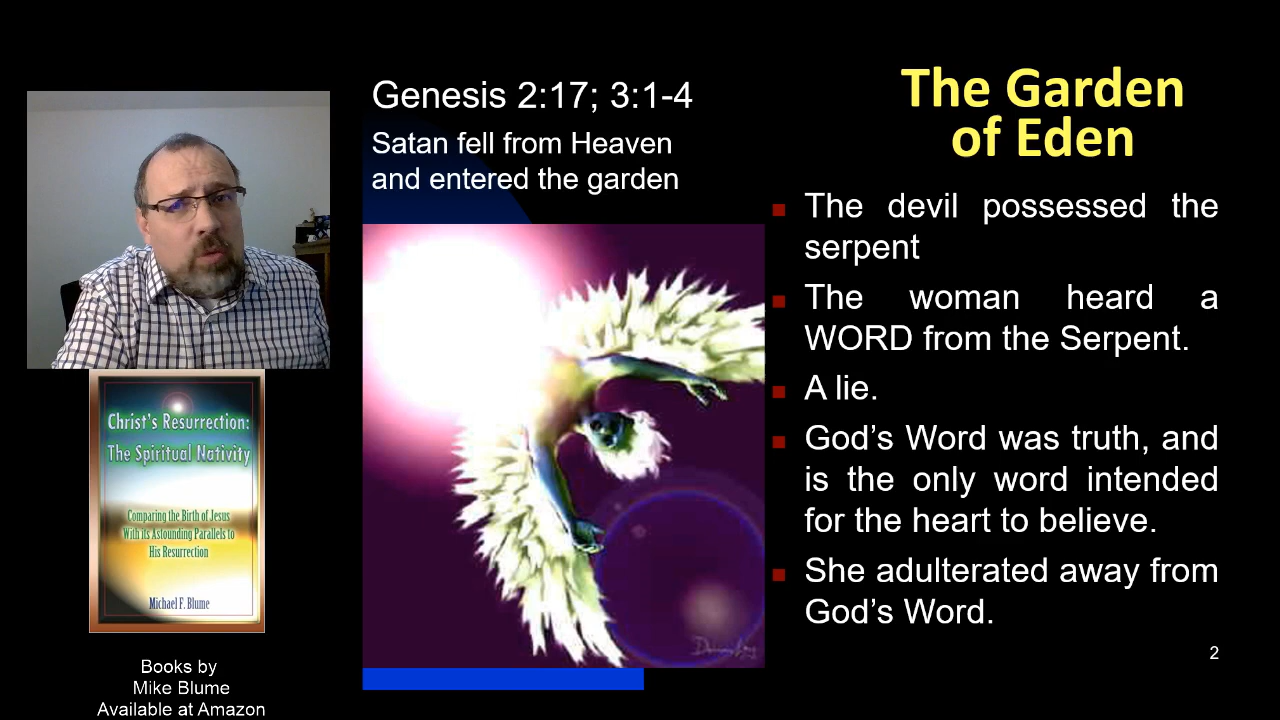 Genesis 2:17; 3:1-4
Satan fell from Heaven
and entered the garden
The Garden
of Eden
The devil possessed the
serpent
The woman heard a
WORD from the Serpent.
A lie.
God's Word was truth, and
is the only word intended
for the heart to believe.
She adulterated away from
God's Word.
2
Christ's Resurrection:
The Spiritual Nativity
Comparing the Birth of Jesus
With its Astounding Parallels to
His Resurrection
Michael F. Blume
Books by
Mike Blume
Available at Amazon